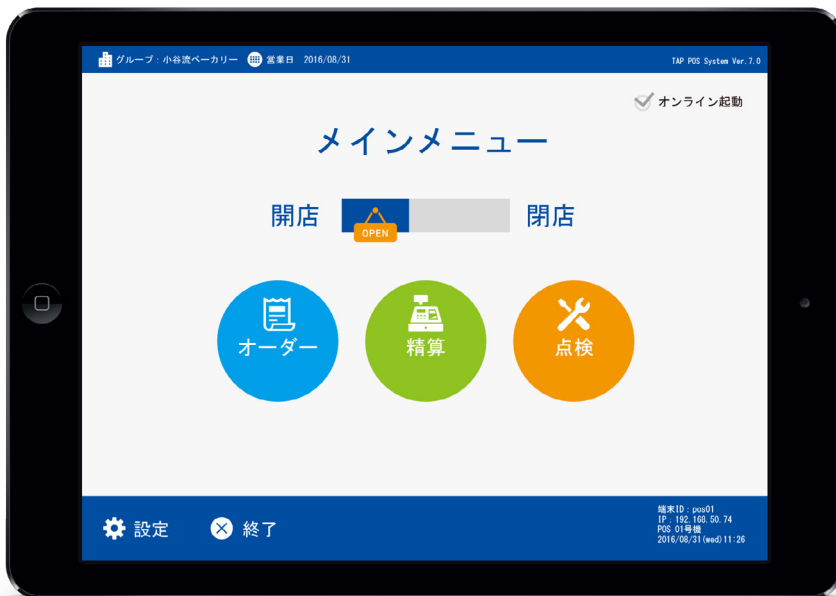 グループ：小谷流ベーカリー 営業日 2016/08/31 TAP POS System Ver.7.0
オンライン起動
メインメニュー
開店 OPEN 閉店
オーダー 精算 点検
設定 終了
端末ID：pos01
IP：192.168.50.74
POS 01号機
2016/08/31(wed)11:26